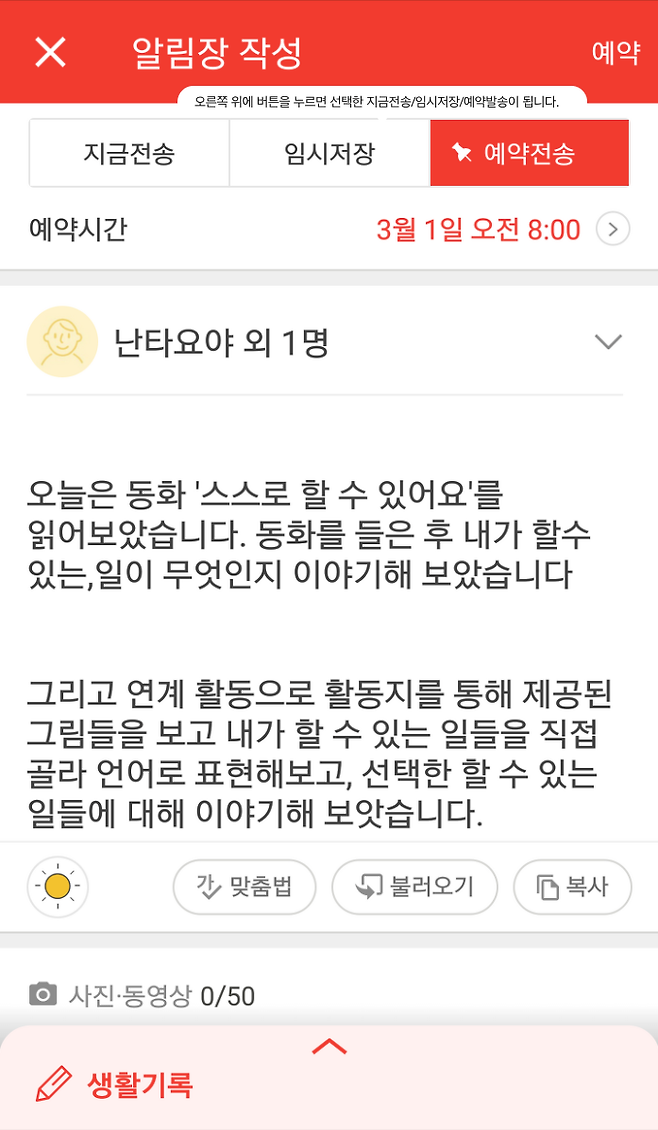 알림장 작성
예약
오른쪽 위에 버튼을 누르면 선택한 지금전송/임시저장/예약발송이 됩니다.
지금전송
임시저장
예약전송
예약시간
3월 1일 오전 8:00
난타요야 외 1명
오늘은 동화 '스스로 할 수 있어요'를
읽어보았습니다. 동화를 들은 후 내가 할수
있는,일이 무엇인지 이야기해 보았습니다
그리고 연계 활동으로 활동지를 통해 제공된
그림들을 보고 내가 할 수 있는 일들을 직접
골라 언어로 표현해보고, 선택한 할 수 있는
일들에 대해 이야기해 보앗습니다.
간 맞춤법
불러오기
복사
사진·동영상 0/50
생활기록